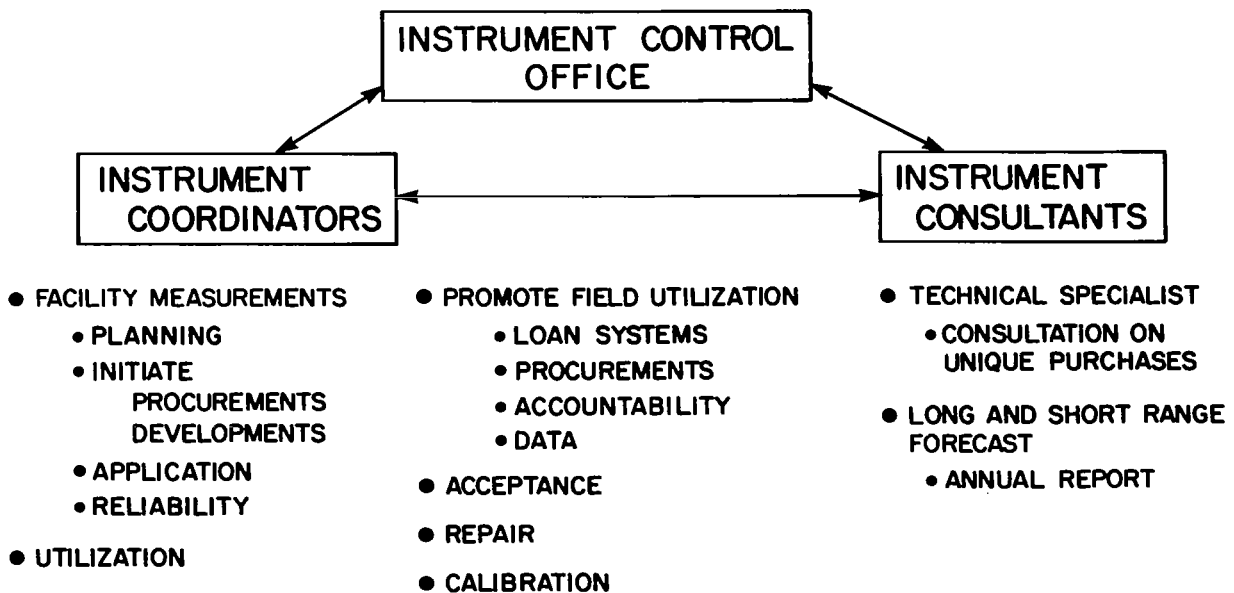 INSTRUMENT CONTROL
OFFICE
INSTRUMENT
COORDINATORS
INSTRUMENT
CONSULTANTS
● FACILITY MEASUREMENTS
● PLANNING
● INITIATE
PROCUREMENTS
DEVELOPMENTS
● APPLICATION
● RELIABILITY
● UTILIZATION
● PROMOTE FIELD UTILIZATION
● LOAN SYSTEMS
● PROCUREMENTS
● ACCOUNTABILITY
● DATA
● ACCEPTANCE
● REPAIR
● CALIBRATION
● TECHNICAL SPECIALIST
● CONSULTATION ON
UNIQUE PURCHASES
● LONG AND SHORT RANGE
FORECAST
● ANNUAL REPORT